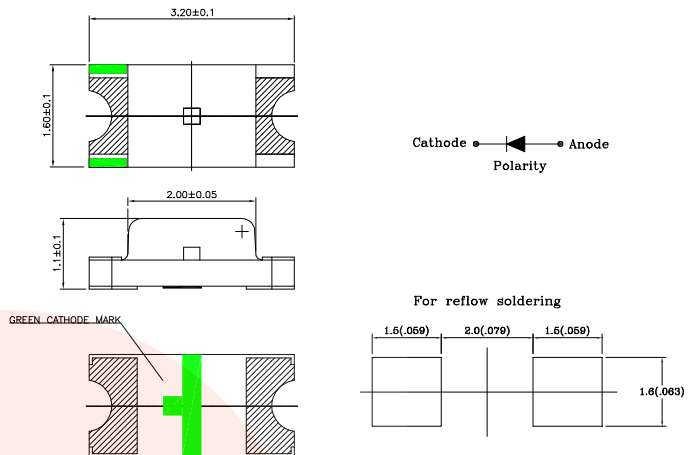 3.20±0.1
1.60±0.1
Cathode
Anode
Polarity
2.00±0.05
1.1±0.1
+
For reflow soldering
GREEN CATHODE MARK
1.5(.059)
2.0(.079)
1.5(.059)
1.6(.063)